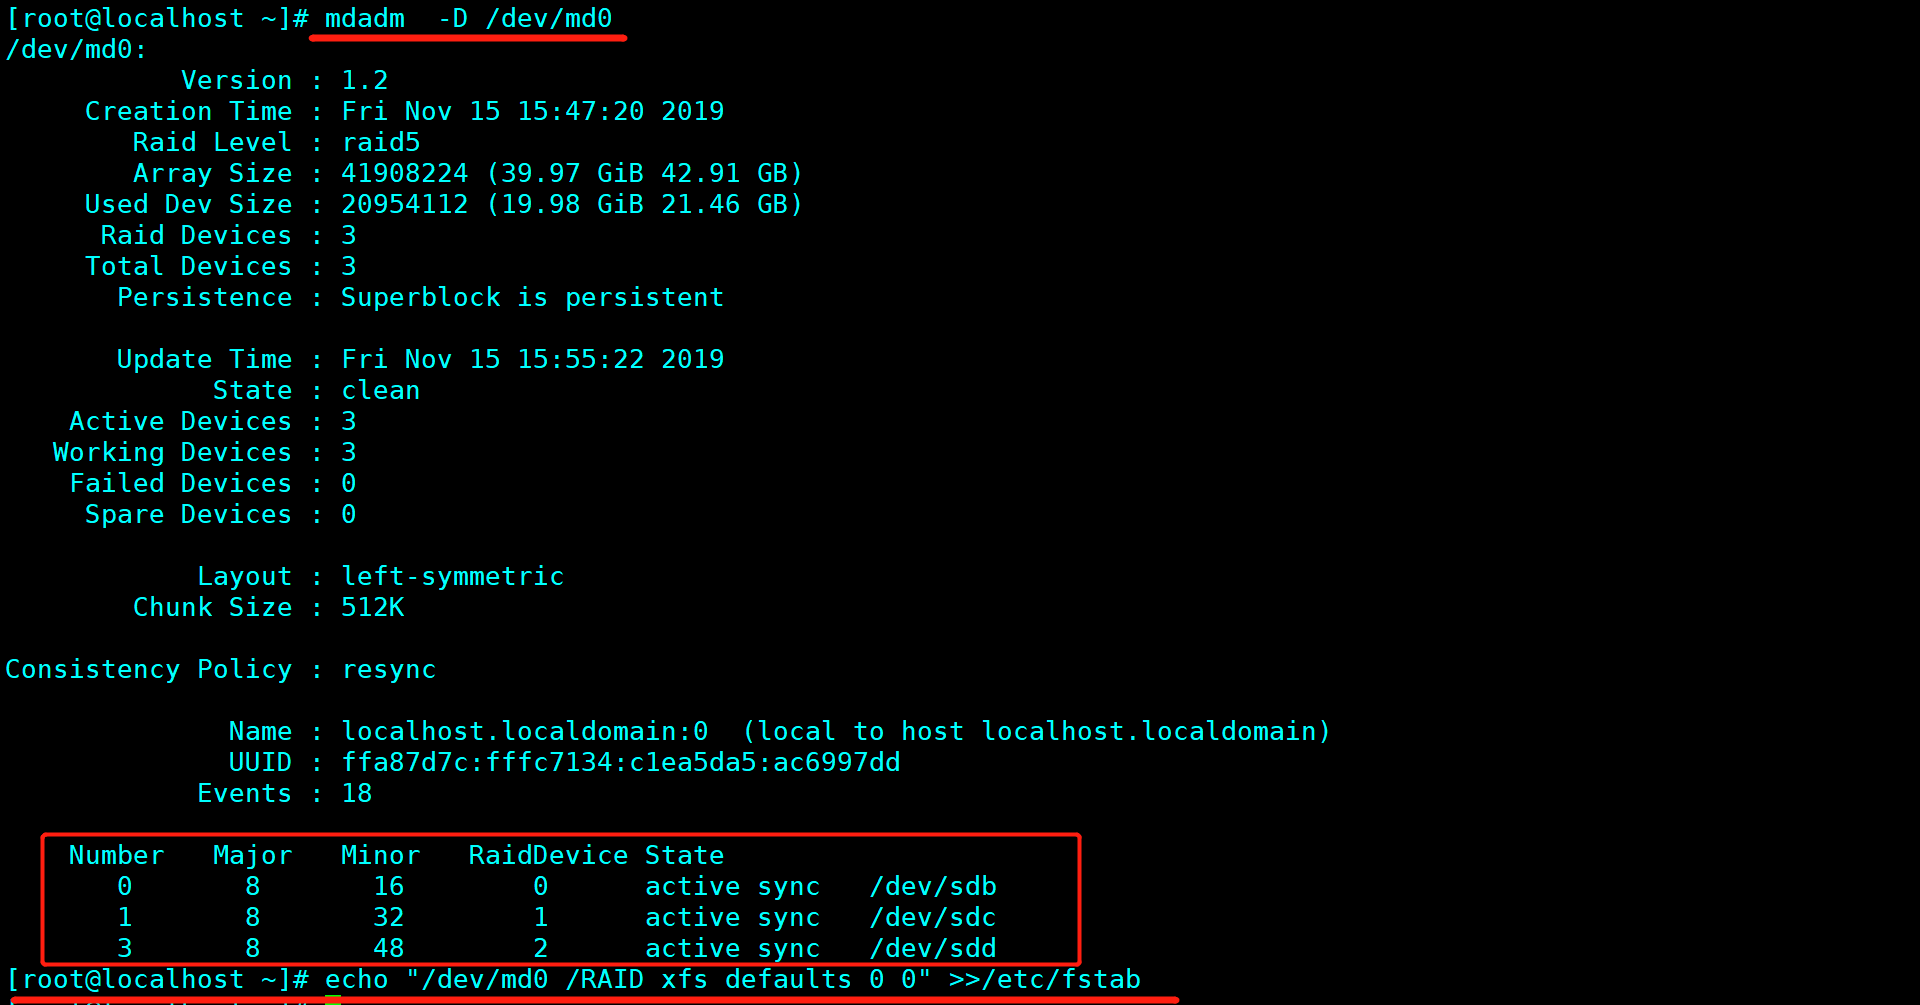 [root@localhost ~]# mdadm  -D /dev/md0
/dev/md0:
           Version : 1.2
     Creation Time : Fri Nov 15 15:47:20 2019
        Raid Level : raid5
        Array Size : 41908224 (39.97 GiB 42.91 GB)
     Used Dev Size : 20954112 (19.98 GiB 21.46 GB)
      Raid Devices : 3
     Total Devices : 3
       Persistence : Superblock is persistent
       Update Time : Fri Nov 15 15:55:22 2019
             State : clean
    Active Devices : 3
   Working Devices : 3
    Failed Devices : 0
     Spare Devices : 0
            Layout : left-symmetric
        Chunk Size : 512K
Consistency Policy : resync
              Name : localhost.localdomain:0  (local to host localhost.localdomain)
              UUID : ffa87d7c:fffc7134:c1ea5da5:ac6997dd
            Events : 18
    Number   Major   Minor   RaidDevice State
       0       8       16        0      active sync   /dev/sdb
       1       8       32        1      active sync   /dev/sdc
       3       8       48        2      active sync   /dev/sdd
[root@localhost ~]# echo "/dev/md0 /RAID xfs defaults 0 0" >>/etc/fstab